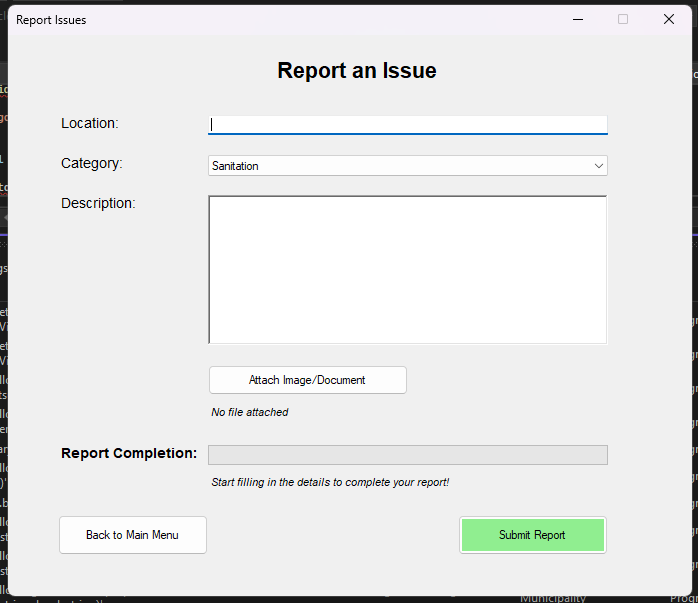 Report Issues
Report an Issue
Location:
Category:
Sanitation
Description:
Attach Image/Document
No file attached
Report Completion:
Start filling in the details to complete your report!
Back to Main Menu
Submit Report
Municipality